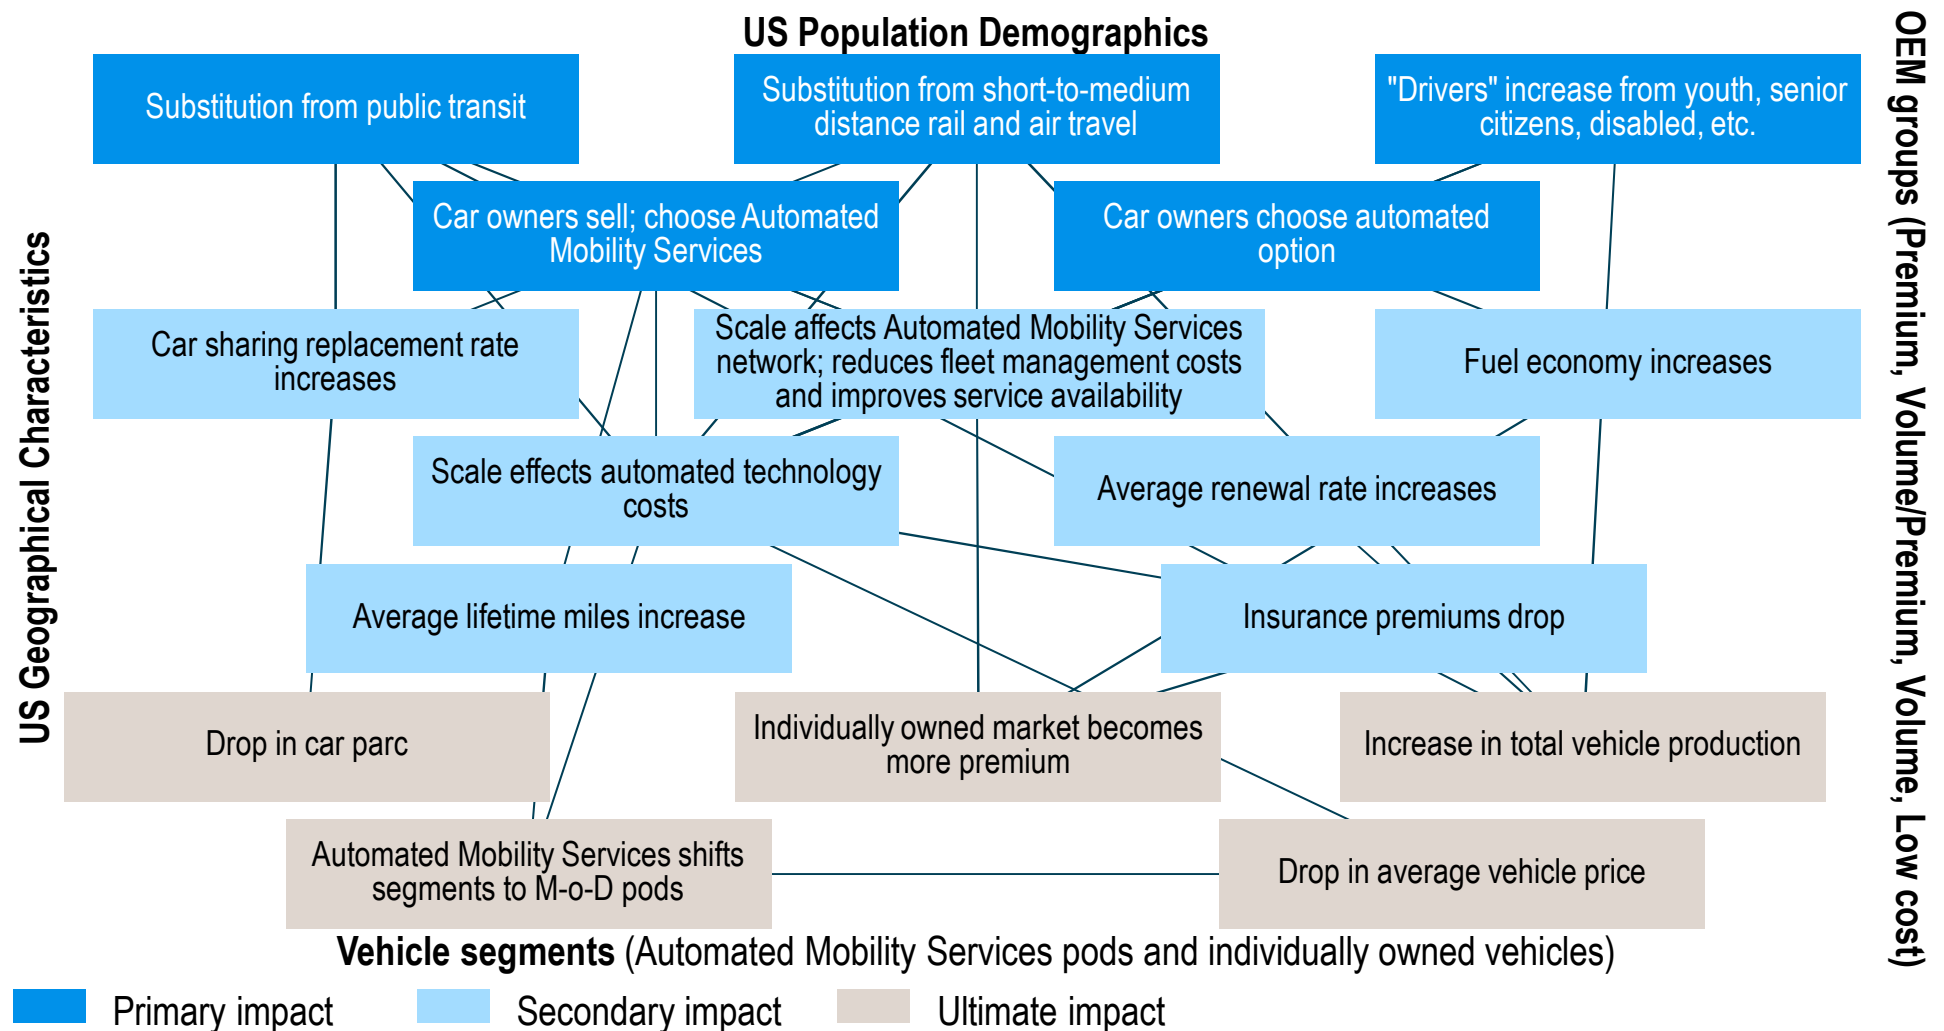 US Population Demographics
Substitution from public transit
Substitution from short-to-medium
distance rail and air travel
"Drivers" increase from youth, senior
citizens, disabled, etc.
Car owners sell; choose Automated
Mobility Services
Car owners choose automated
option
Car sharing replacement rate
increases
Scale affects Automated Mobility Services
network; reduces fleet management costs
and improves service availability
Fuel economy increases
Scale effects automated technology
costs
Average renewal rate increases
Average lifetime miles increase
Insurance premiums drop
Drop in car parc
Individually owned market becomes
more premium
Increase in total vehicle production
Automated Mobility Services shifts
segments to M-o-D pods
Drop in average vehicle price
US Geographical Characteristics
OEM groups (Premium, Volume/Premium, Volume, Low cost)
Vehicle segments (Automated Mobility Services pods and individually owned vehicles)
Primary impact
Secondary impact
Ultimate impact